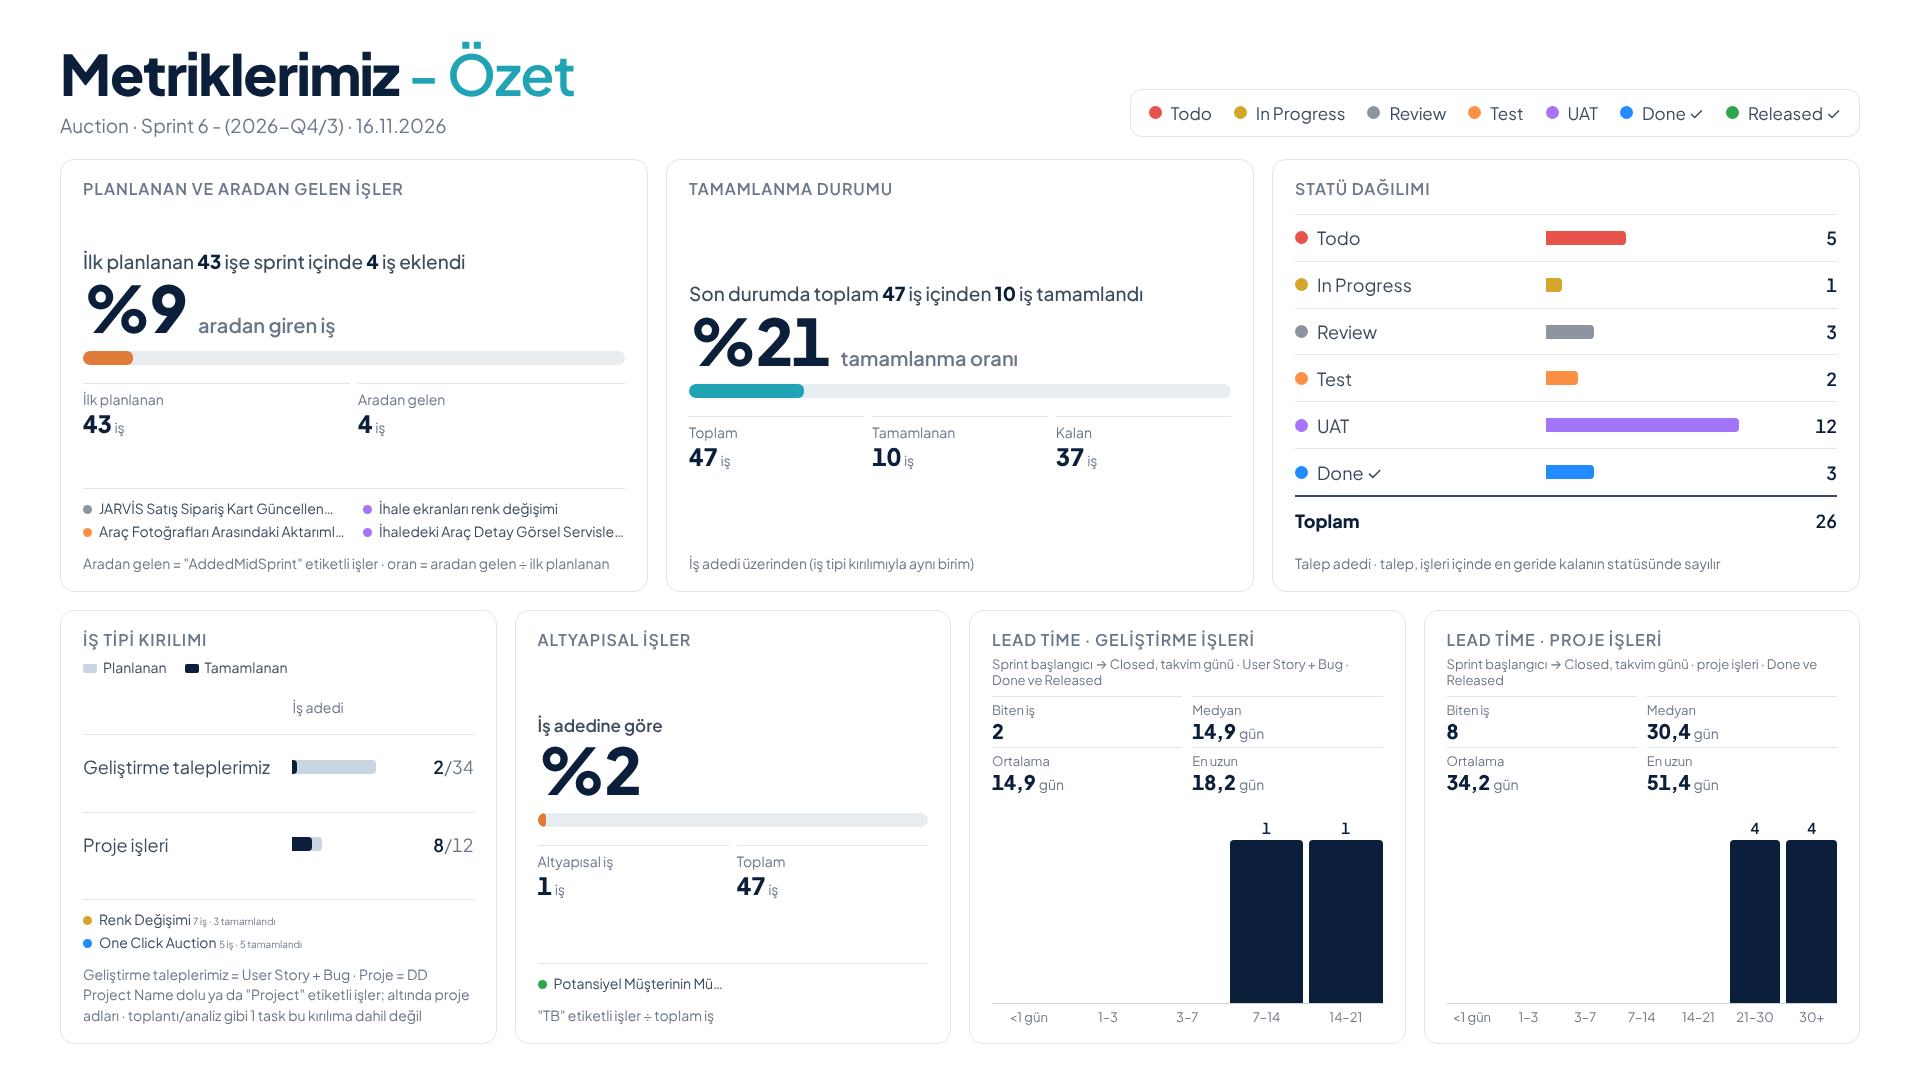 Metriklerimiz - Özet
Auction · Sprint 6 - (2026–Q4/3) · 16.11.2026
Todo In Progress Review Test UAT Done ✓ Released ✓
PLANLANAN VE ARADAN GELEN İŞLER
İlk planlanan 43 işe sprint içinde 4 iş eklendi
%9 aradan giren iş
İlk planlanan Aradan gelen
43 iş 4 iş
JARVİS Satış Sipariş Kart Güncellen... İhale ekranları renk değişimi
Araç Fotoğrafları Arasındaki Aktarıml... İhaledeki Araç Detay Görsel Servisle...
Aradan gelen = "AddedMidSprint" etiketli işler · oran = aradan gelen ÷ ilk planlanan
TAMAMLANMA DURUMU
Son durumda toplam 47 iş içinden 10 iş tamamlandı
%21 tamamlanma oranı
Toplam Tamamlanan Kalan
47 iş 10 iş 37 iş
İş adedi üzerinden (iş tipi kırılımıyla aynı birim)
STATÜ DAĞILIMI
Todo 5
In Progress 1
Review 3
Test 2
UAT 12
Done ✓ 3
Toplam 26
Talep adedi · talep, işleri içinde en geride kalanın statüsünde sayılır
İŞ TİPİ KIRILIMI
Planlanan Tamamlanan
İş adedi
Geliştirme taleplerimiz 2/34
Proje işleri 8/12
Renk Değişimi 7 iş · 3 tamamlandı
One Click Auction 5 iş · 5 tamamlandı
Geliştirme taleplerimiz = User Story + Bug · Proje = DD
Project Name dolu ya da "Project" etiketli işler; altında proje
adları · toplantı/analiz gibi 1 task bu kırılıma dahil değil
ALTYAPISAL İŞLER
İş adedine göre
%2
Altyapısal iş Toplam
1 iş 47 iş
Potansiyel Müşterinin Mü...
"TB" etiketli işler ÷ toplam iş
LEAD TİME · GELİŞTİRME İŞLERİ
Sprint başlangıcı → Closed, takvim günü · User Story + Bug ·
Done ve Released
Biten iş Medyan
2 14,9 gün
Ortalama En uzun
14,9 gün 18,2 gün
1 1
<1 gün 1–3 3–7 7–14 14–21
LEAD TİME · PROJE İŞLERİ
Sprint başlangıcı → Closed, takvim günü · proje işleri · Done ve
Released
Biten iş Medyan
8 30,4 gün
Ortalama En uzun
34,2 gün 51,4 gün
4 4
<1 gün 1–3 3–7 7–14 14–21 21–30 30+